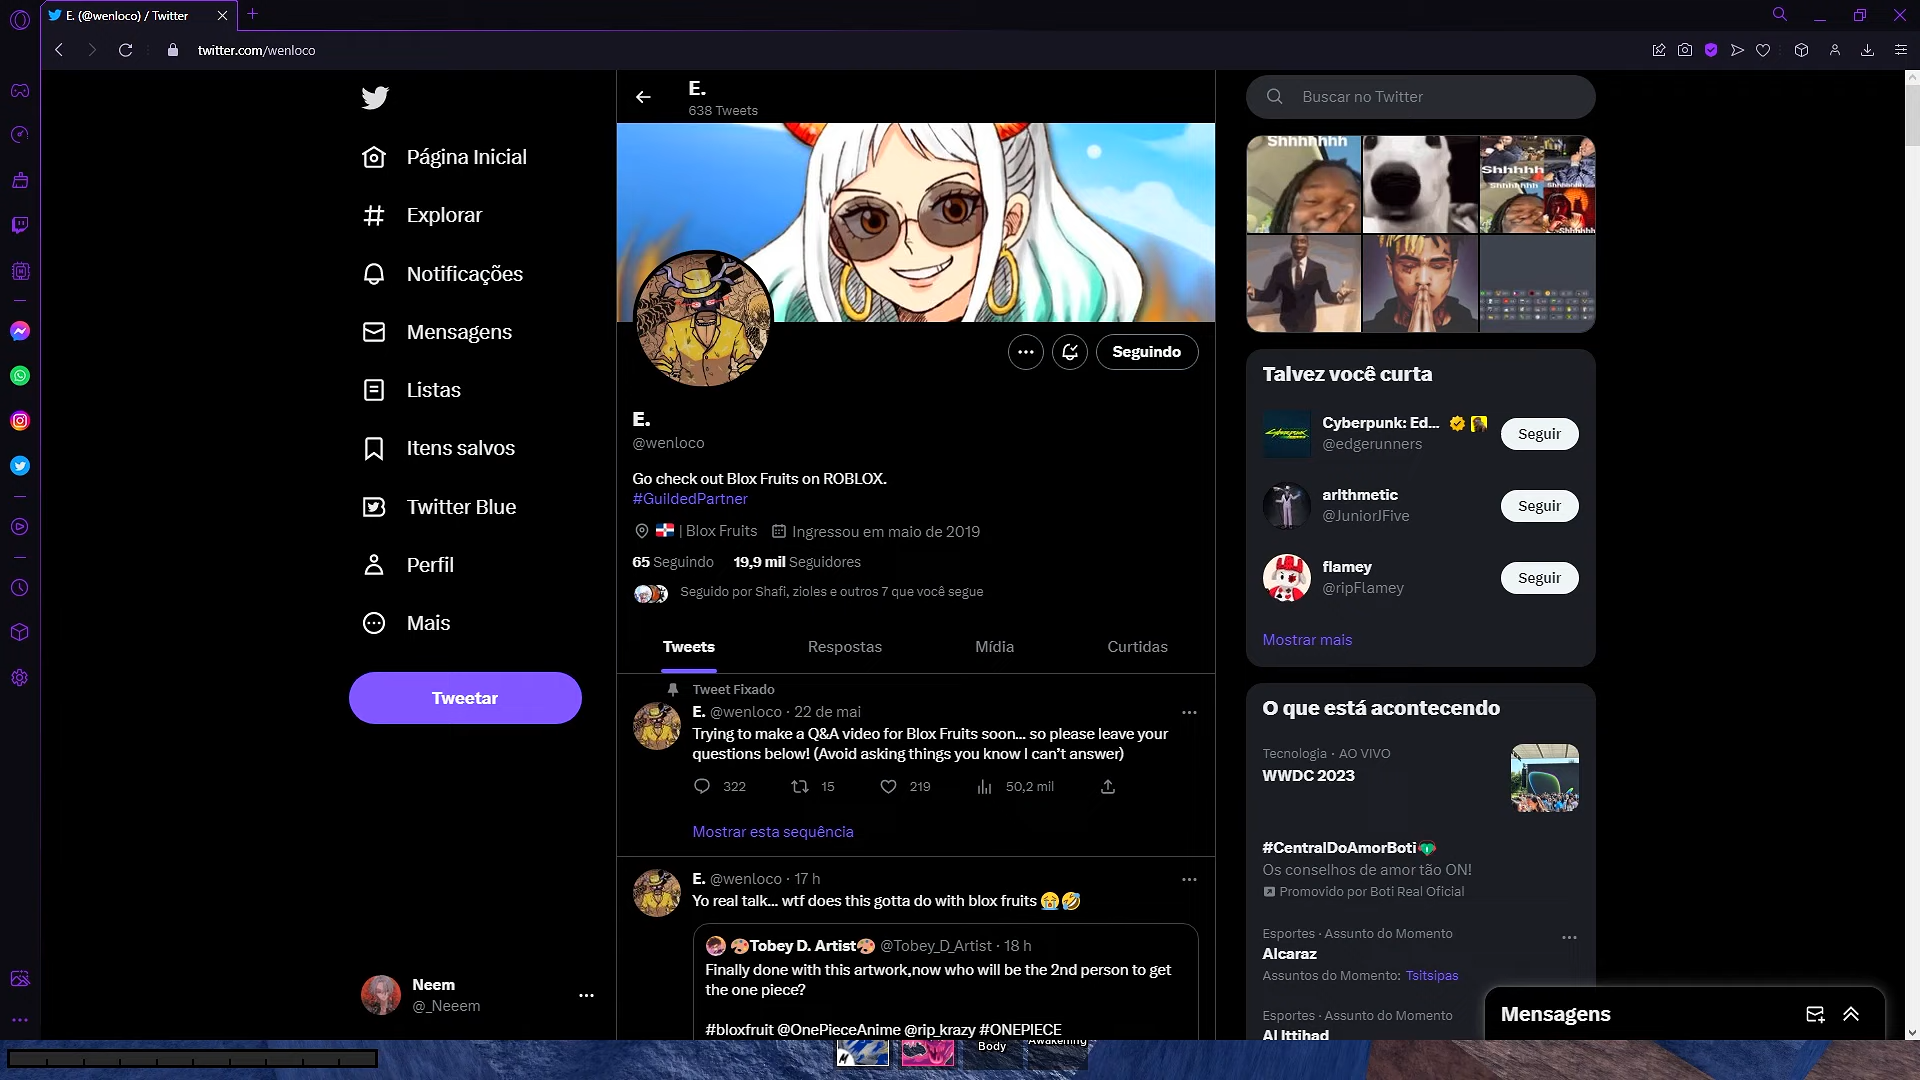 E. (@wenloco) / Twitter
twitter.com/wenloco
Página Inicial
Explorar
Notificações
Mensagens
Listas
Itens salvos
Twitter Blue
Perfil
Mais
Tweetar
Neem
@_Neeem
E.
638 Tweets
Seguindo
E.
@wenloco
Go check out Blox Fruits on ROBLOX.
#GuildedPartner
🇩🇴 | Blox Fruits Ingressou em maio de 2019
65 Seguindo 19,9 mil Seguidores
Seguido por Shafi, zioles e outros 7 que você segue
Tweets Respostas Mídia Curtidas
Tweet Fixado
E. @wenloco · 22 de mai
Trying to make a Q&A video for Blox Fruits soon... so please leave your
questions below! (Avoid asking things you know I can’t answer)
322 15 219 50,2 mil
Mostrar esta sequência
E. @wenloco · 17 h
Yo real talk... wtf does this gotta do with blox fruits 😭🤣
🎨Tobey D. Artist🎨 @Tobey_D_Artist · 18 h
Finally done with this artwork,now who will be the 2nd person to get
the one piece?
#bloxfruit @OnePieceAnime @rip_krazy #ONEPIECE
Body
Awakening
Buscar no Twitter
Shhhhhh
Shhhhh
Shhhhhh
Talvez você curta
Cyberpunk: Ed...
@edgerunners
Seguir
arlthmetic
@JuniorJFive
Seguir
flamey
@ripFlamey
Seguir
Mostrar mais
O que está acontecendo
Tecnologia · AO VIVO
WWDC 2023
#CentralDoAmorBoti
Os conselhos de amor tão ON!
Promovido por Boti Real Oficial
Esportes · Assunto do Momento
Alcaraz
Assuntos do Momento: Tsitsipas
Esportes · Assunto do Momento
Al Ittihad
Mensagens